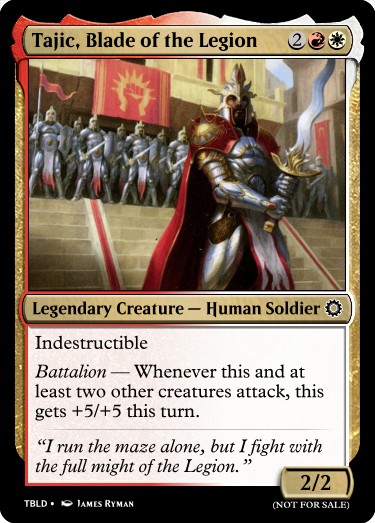 Tajic, Blade of the Legion 2
Legendary Creature — Human Soldier
Indestructible
Battalion — Whenever this and at
least two other creatures attack, this
gets +5/+5 this turn.
“I run the maze alone, but I fight with
the full might of the Legion.”
2/2
TBLD • James Ryman
(NOT FOR SALE)